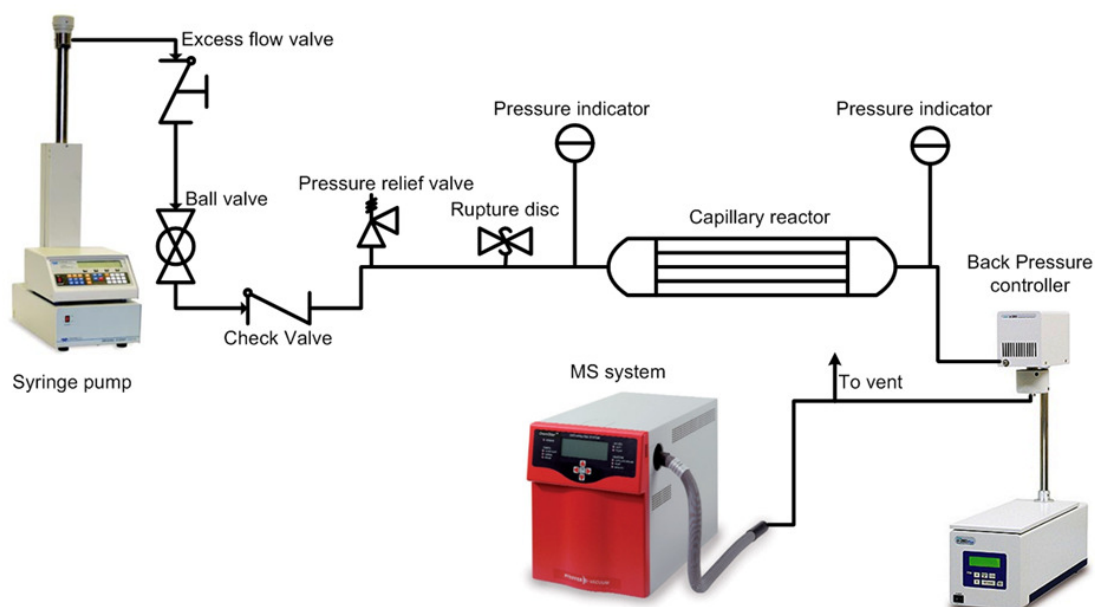 Excess flow valve
Pressure indicator
Pressure indicator
Pressure relief valve
Ball valve
Rupture disc
Capillary reactor
Back Pressure
controller
Check Valve
Syringe pump
MS system
To vent